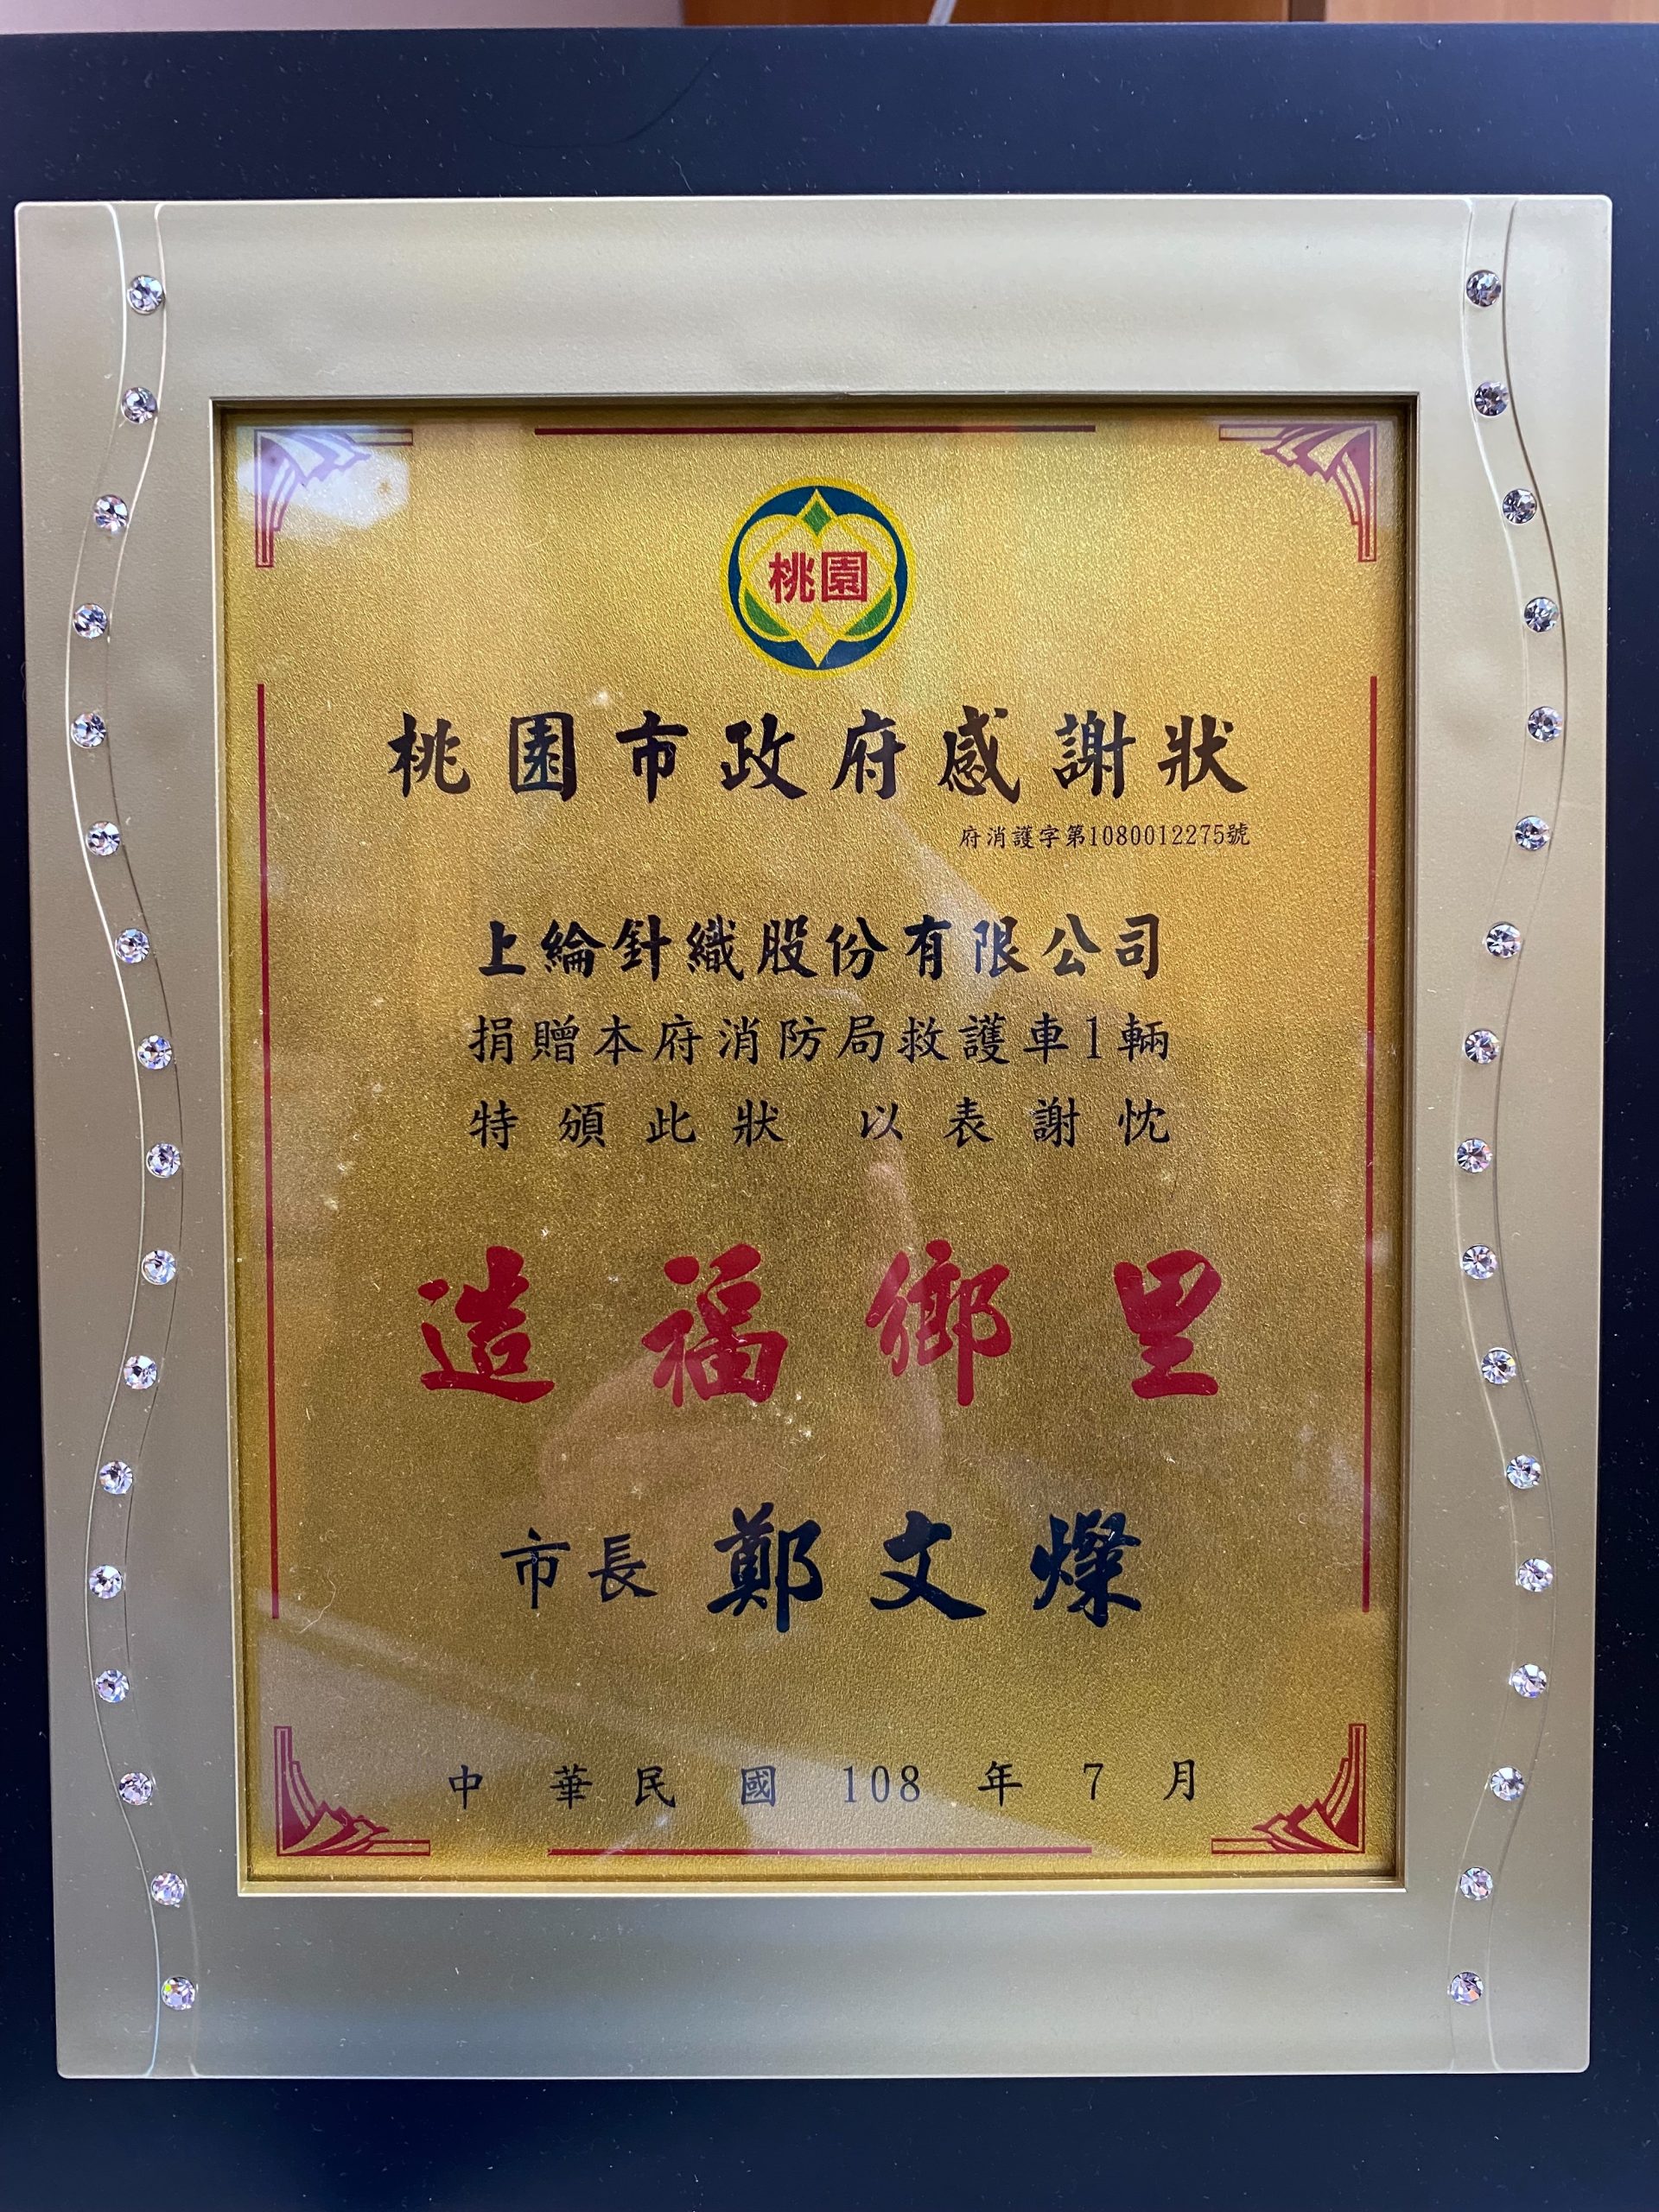 桃園
桃園市政府感謝狀
府消護字第1080012275號
上綸針織股份有限公司
捐贈本府消防局救護車1輛
特頒此狀 以表謝忱
造福鄉里
市長 鄭文燦
中華民國 108 年 7 月